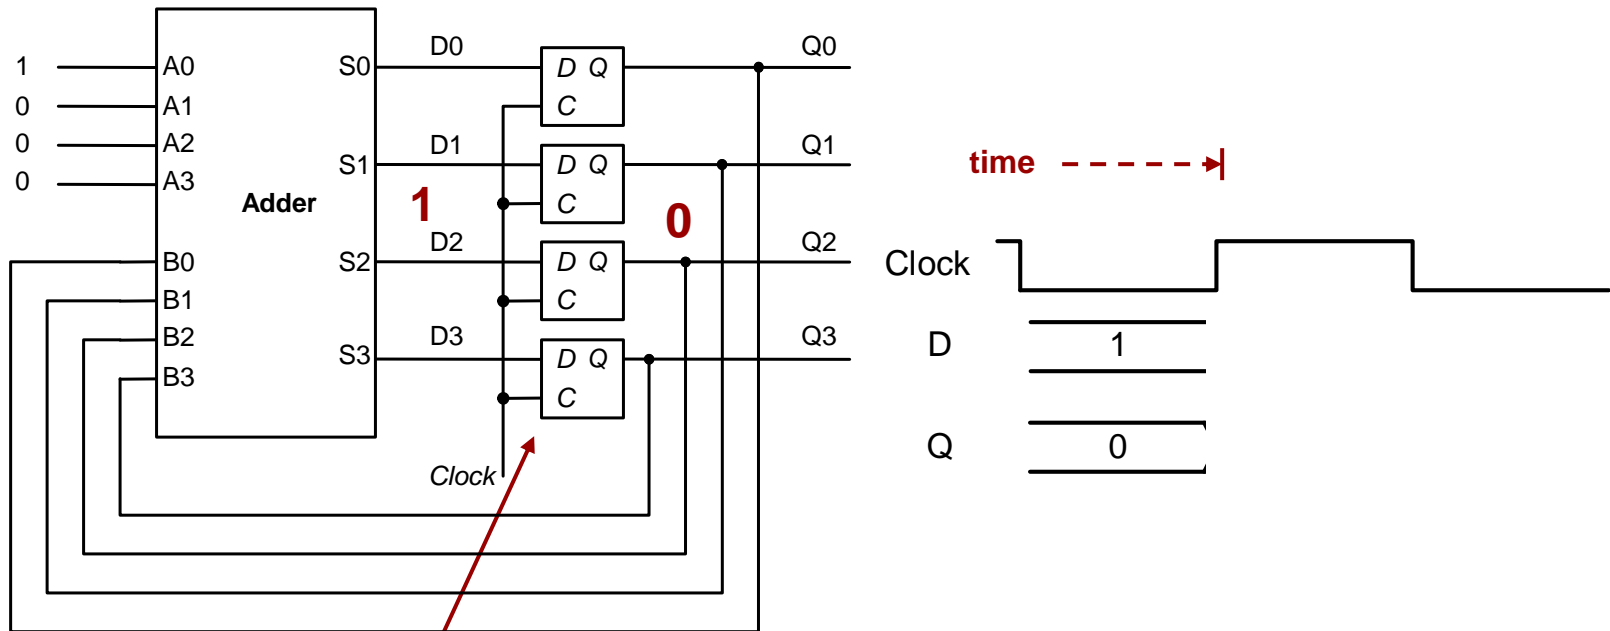 D0
Q0
1
A0
S0
D Q
C
0
A1
0
A2
D1
Q1
0
A3
S1
D Q
C
time
Adder
1
0
D2
Q2
B0
S2
D Q
C
Clock
B1
B2
D3
Q3
B3
S3
D Q
C
D
1
Q
0
Clock